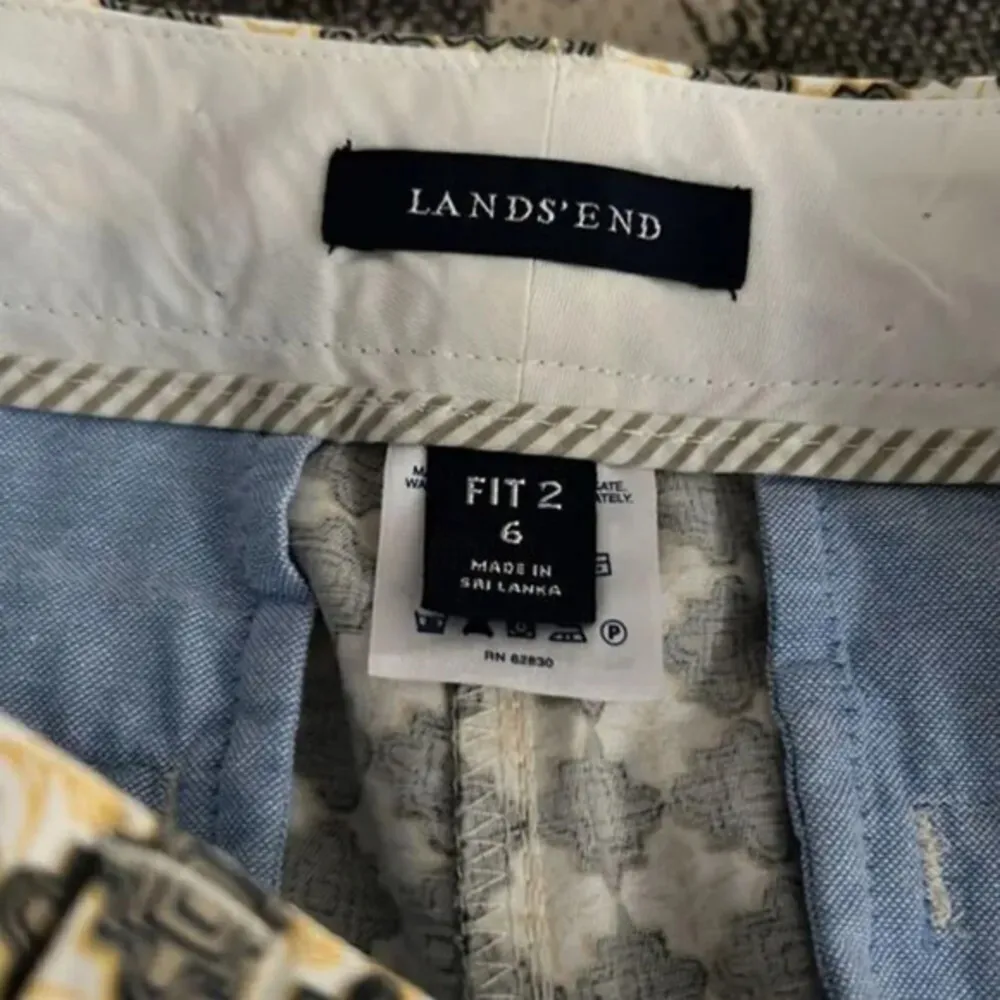 LANDS'END
FIT 2
6
MADE IN
SRI LANKA
P
RN 62830